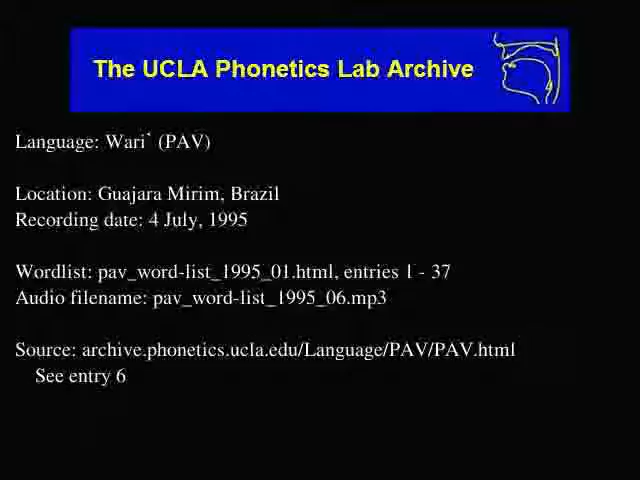 The UCLA Phonetics Lab Archive
Language: Wari` (PAV)
Location: Guajara Mirim, Brazil
Recording date: 4 July, 1995
Wordlist: pav_word-list_1995_01.html, entries 1 - 37
Audio filename: pav_word-list_1995_06.mp3
Source: archive.phonetics.ucla.edu/Language/PAV/PAV.html
See entry 6